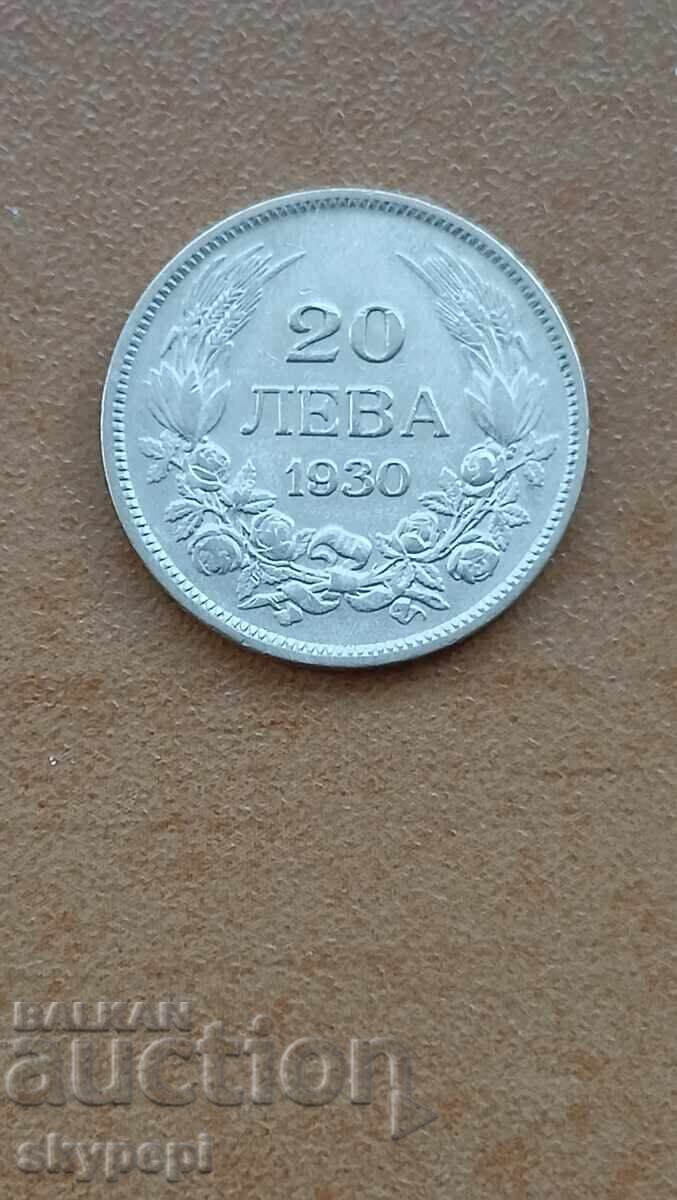 20
ЛЕВА
1930
BALKAN
auction
skypepi